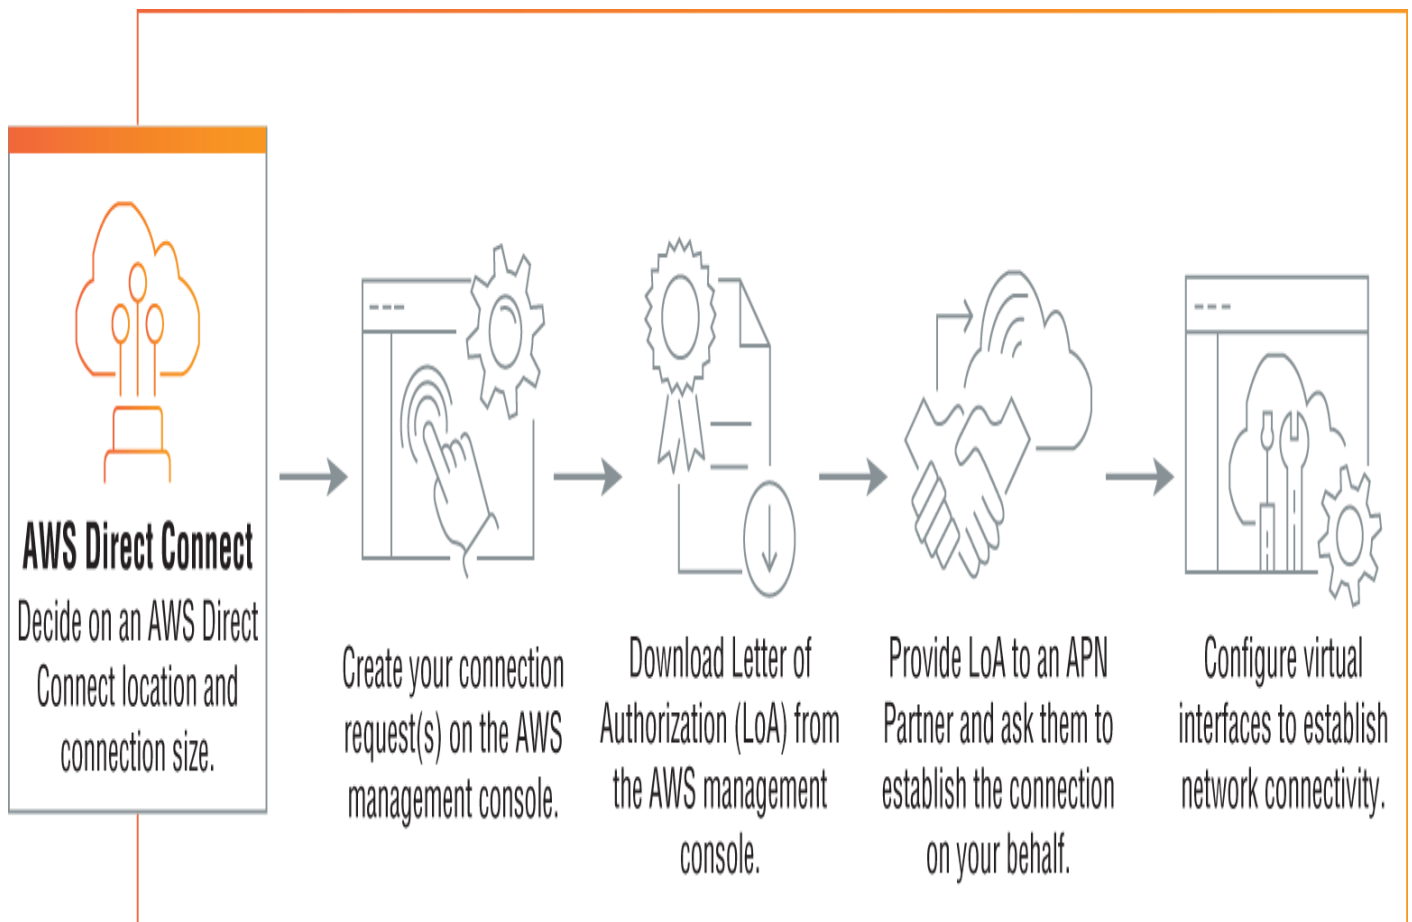 AWS Direct Connect
Decide on an AWS Direct
Connect location and
connection size.
Create your connection
request(s) on the AWS
management console.
Download Letter of
Authorization (LoA) from
the AWS management
console.
Provide LoA to an APN
Partner and ask them to
establish the connection
on your behalf.
Configure virtual
interfaces to establish
network connectivity.